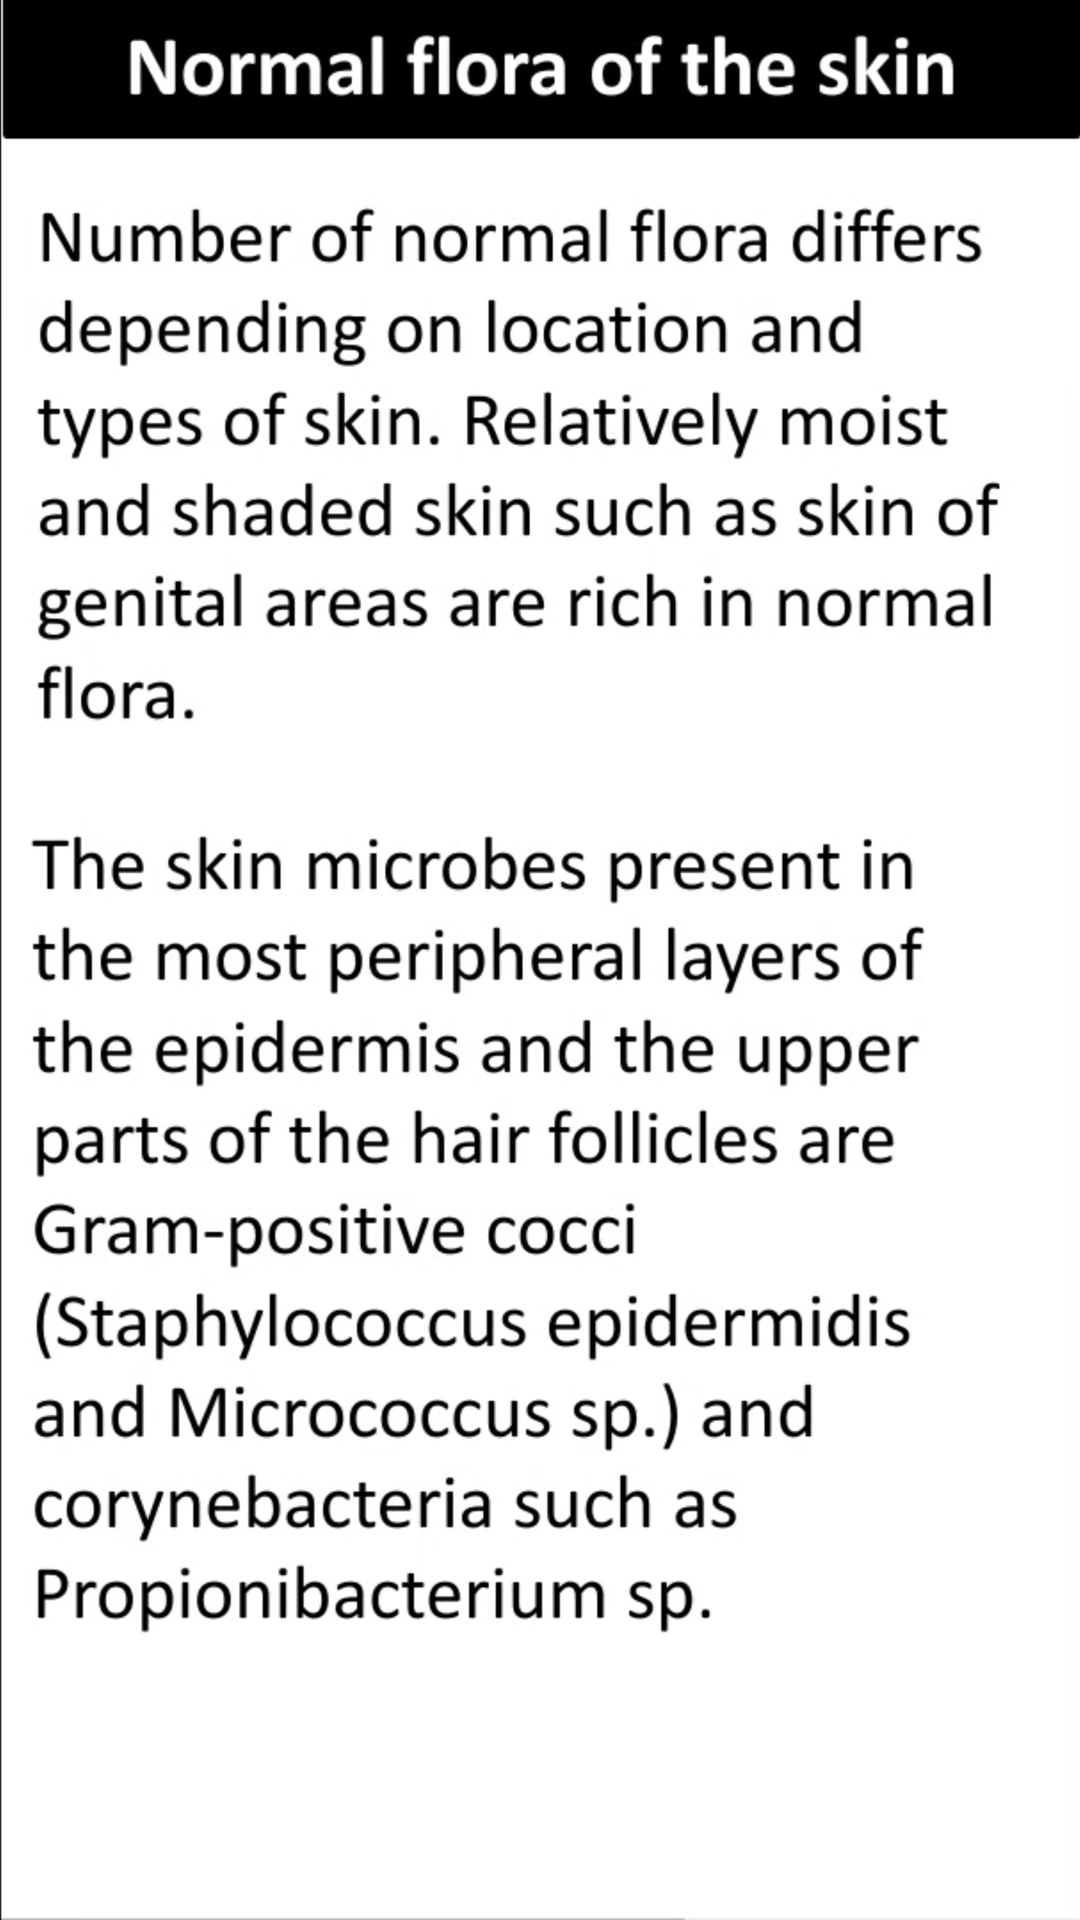 Normal flora of the skin
Number of normal flora differs
depending on location and
types of skin. Relatively moist
and shaded skin such as skin of
genital areas are rich in normal
flora.
The skin microbes present in
the most peripheral layers of
the epidermis and the upper
parts of the hair follicles are
Gram-positive cocci
(Staphylococcus epidermidis
and Micrococcus sp.) and
corynebacteria such as
Propionibacterium sp.